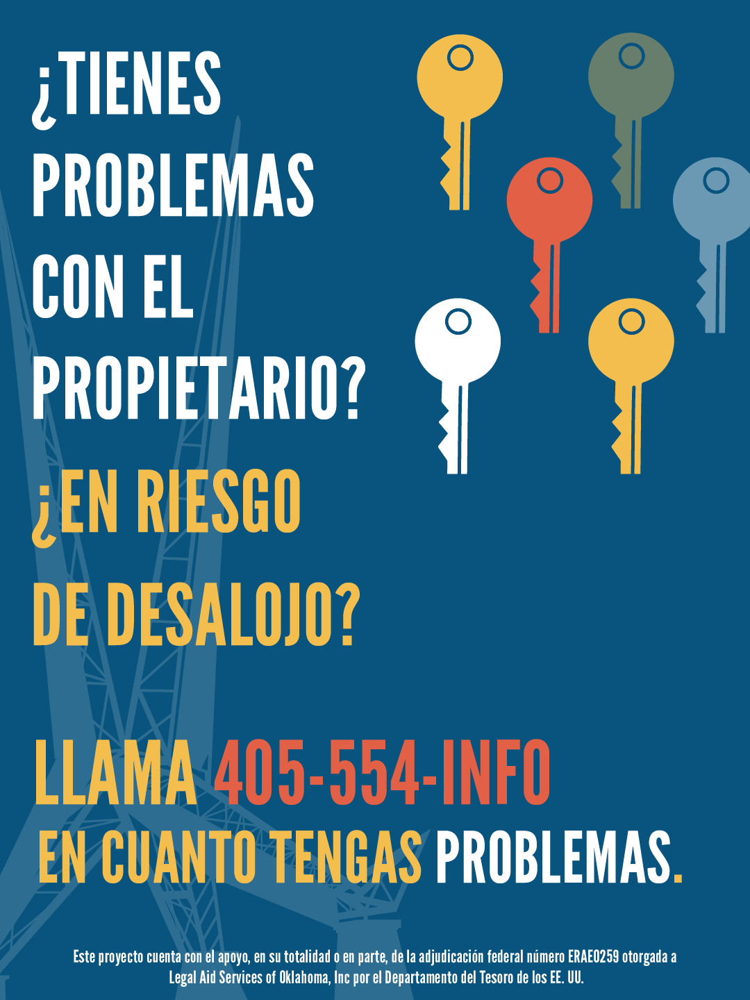 ¿TIENES
PROBLEMAS
CON EL
PROPIETARIO?
¿EN RIESGO
DE DESALOJO?
LLAMA 405-554-INFO
EN CUANTO TENGAS PROBLEMAS.
Este proyecto cuenta con el apoyo, en su totalidad o en parte, de la adjudicación federal número ERAE0259 otorgada a
Legal Aid Services of Oklahoma, Inc por el Departamento del Tesoro de los EE. UU.